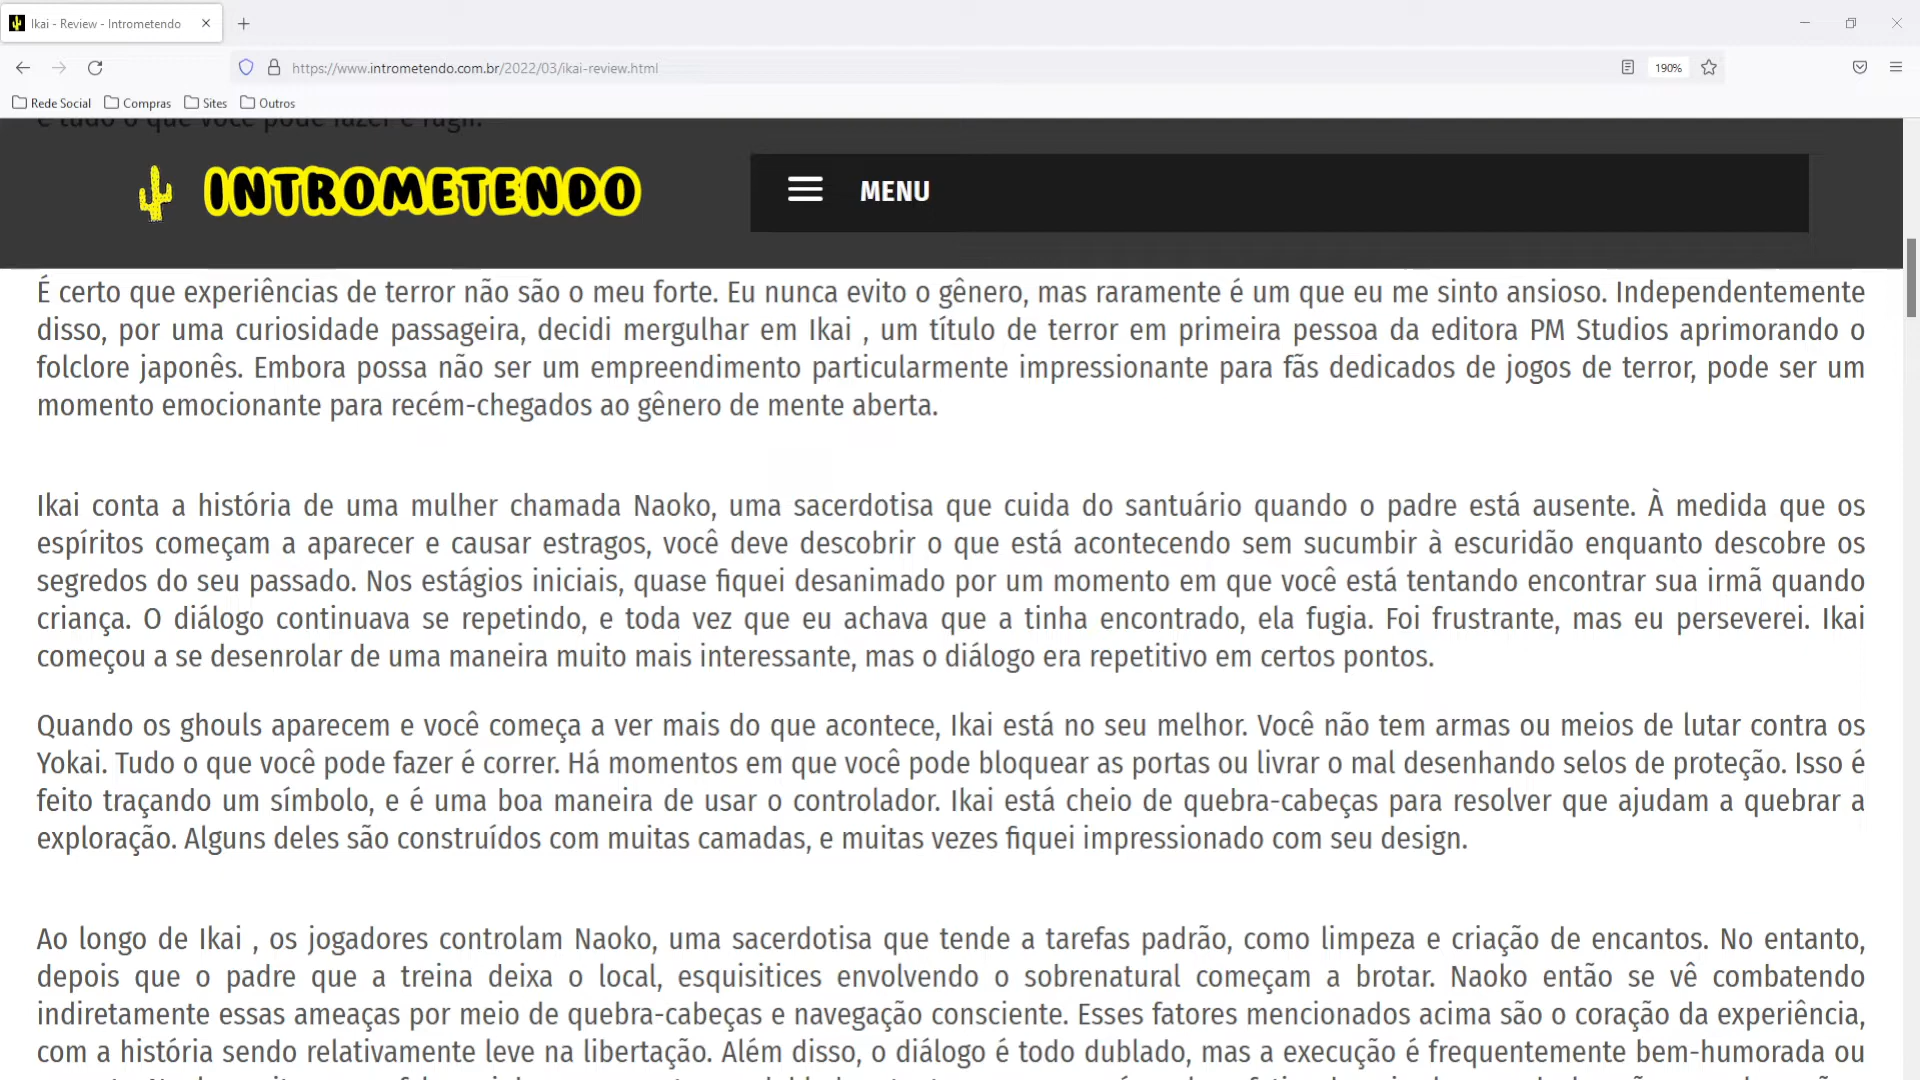 Ikai - Review - Intrometendo
https://www.intrometendo.com.br/2022/03/ikai-review.html
190%
Rede Social
Compras
Sites
Outros
e tudo o que você pode fazer é fugir.
INTROMETENDO
MENU
É certo que experiências de terror não são o meu forte. Eu nunca evito o gênero, mas raramente é um que eu me sinto ansioso. Independentemente
disso, por uma curiosidade passageira, decidi mergulhar em Ikai , um título de terror em primeira pessoa da editora PM Studios aprimorando o
folclore japonês. Embora possa não ser um empreendimento particularmente impressionante para fãs dedicados de jogos de terror, pode ser um
momento emocionante para recém-chegados ao gênero de mente aberta.
Ikai conta a história de uma mulher chamada Naoko, uma sacerdotisa que cuida do santuário quando o padre está ausente. À medida que os
espíritos começam a aparecer e causar estragos, você deve descobrir o que está acontecendo sem sucumbir à escuridão enquanto descobre os
segredos do seu passado. Nos estágios iniciais, quase fiquei desanimado por um momento em que você está tentando encontrar sua irmã quando
criança. O diálogo continuava se repetindo, e toda vez que eu achava que a tinha encontrado, ela fugia. Foi frustrante, mas eu perseverei. Ikai
começou a se desenrolar de uma maneira muito mais interessante, mas o diálogo era repetitivo em certos pontos.
Quando os ghouls aparecem e você começa a ver mais do que acontece, Ikai está no seu melhor. Você não tem armas ou meios de lutar contra os
Yokai. Tudo o que você pode fazer é correr. Há momentos em que você pode bloquear as portas ou livrar o mal desenhando selos de proteção. Isso é
feito traçando um símbolo, e é uma boa maneira de usar o controlador. Ikai está cheio de quebra-cabeças para resolver que ajudam a quebrar a
exploração. Alguns deles são construídos com muitas camadas, e muitas vezes fiquei impressionado com seu design.
Ao longo de Ikai , os jogadores controlam Naoko, uma sacerdotisa que tende a tarefas padrão, como limpeza e criação de encantos. No entanto,
depois que o padre que a treina deixa o local, esquisitices envolvendo o sobrenatural começam a brotar. Naoko então se vê combatendo
indiretamente essas ameaças por meio de quebra-cabeças e navegação consciente. Esses fatores mencionados acima são o coração da experiência,
com a história sendo relativamente leve na libertação. Além disso, o diálogo é todo dublado, mas a execução é frequentemente bem-humorada ou